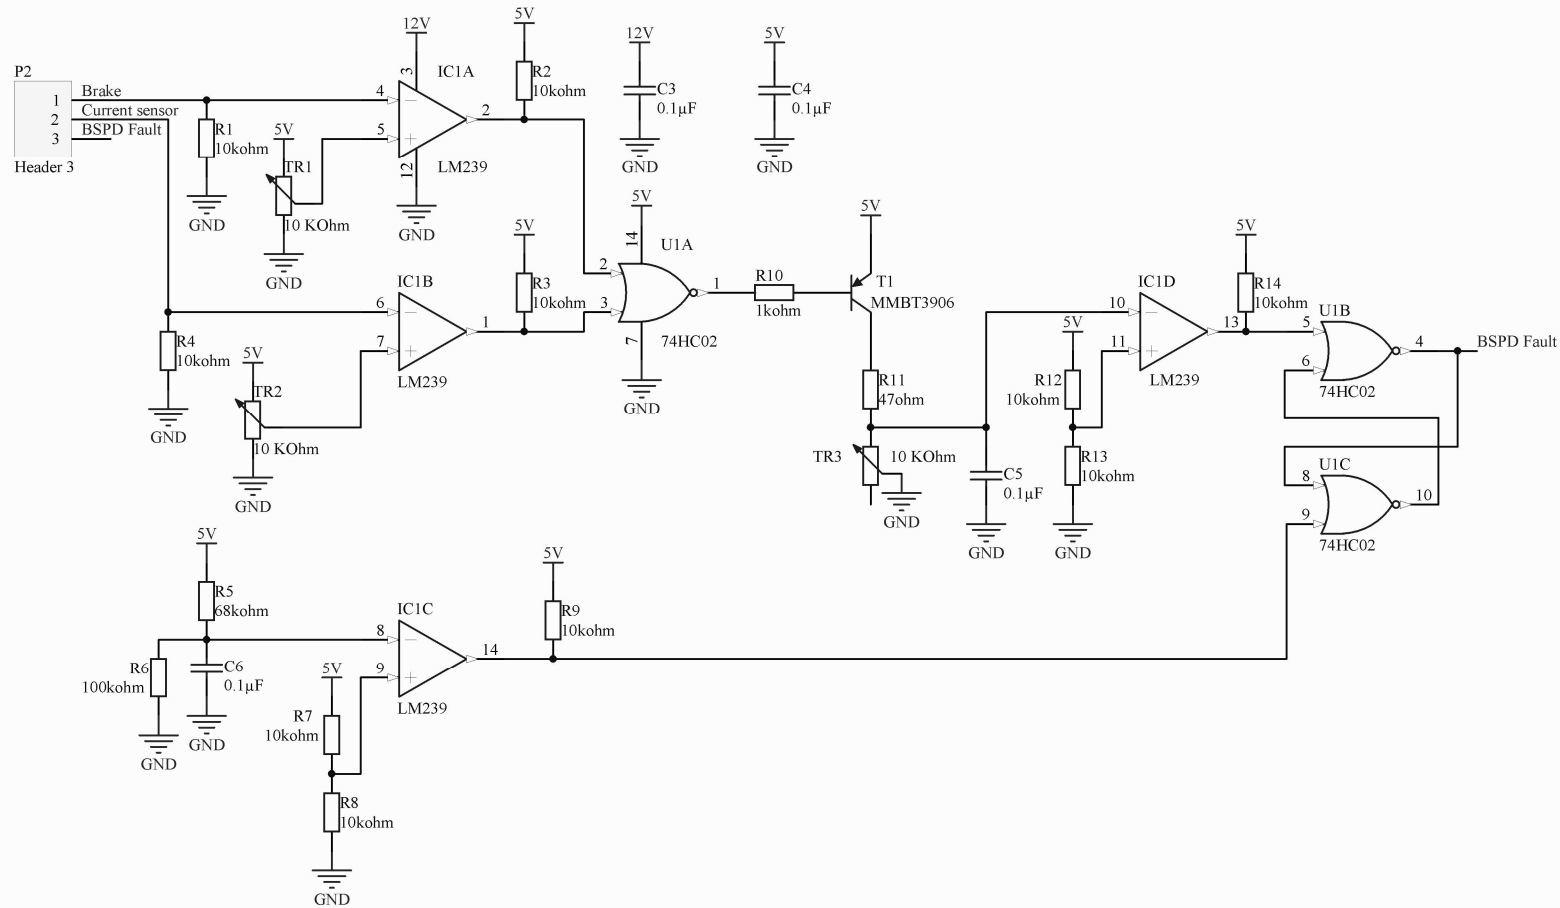 P2
1
2
3
Brake
Current sensor
BSPD Fault
Header 3
R1
10kohm
GND
5V
TR1
10 KOhm
GND
12V
3
IC1A
4
5
2
12
LM239
GND
5V
R2
10kohm
12V
C3
0.1µF
GND
5V
C4
0.1µF
GND
R4
10kohm
GND
5V
TR2
10 KOhm
GND
IC1B
6
7
1
LM239
5V
R3
10kohm
5V
14
U1A
2
3
1
7
74HC02
GND
R10
1kohm
5V
T1
MMBT3906
R11
47ohm
TR3
10 KOhm
GND
C5
0.1µF
GND
5V
R12
10kohm
R13
10kohm
GND
IC1D
10
11
13
LM239
5V
R14
10kohm
U1B
5
6
4
74HC02
BSPD Fault
U1C
8
9
10
74HC02
5V
R5
68kohm
R6
100kohm
GND
C6
0.1µF
GND
5V
R7
10kohm
R8
10kohm
GND
IC1C
8
9
14
LM239
5V
R9
10kohm